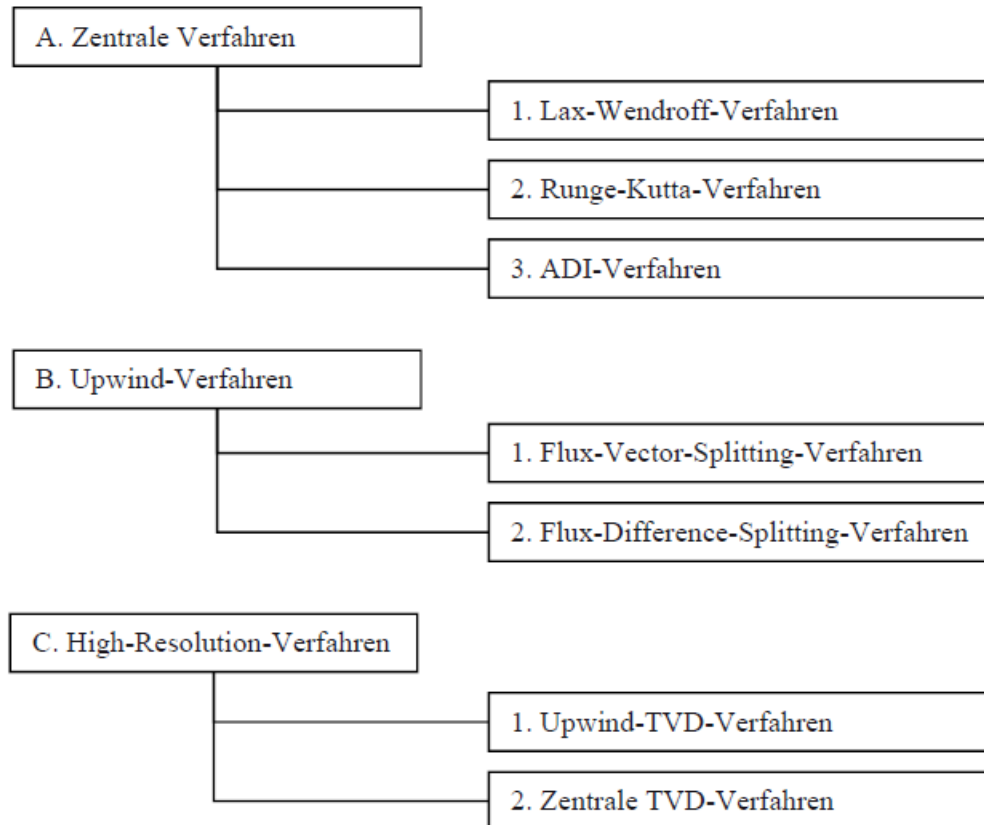 A. Zentrale Verfahren
1. Lax-Wendroff-Verfahren
2. Runge-Kutta-Verfahren
3. ADI-Verfahren
B. Upwind-Verfahren
1. Flux-Vector-Splitting-Verfahren
2. Flux-Difference-Splitting-Verfahren
C. High-Resolution-Verfahren
1. Upwind-TVD-Verfahren
2. Zentrale TVD-Verfahren